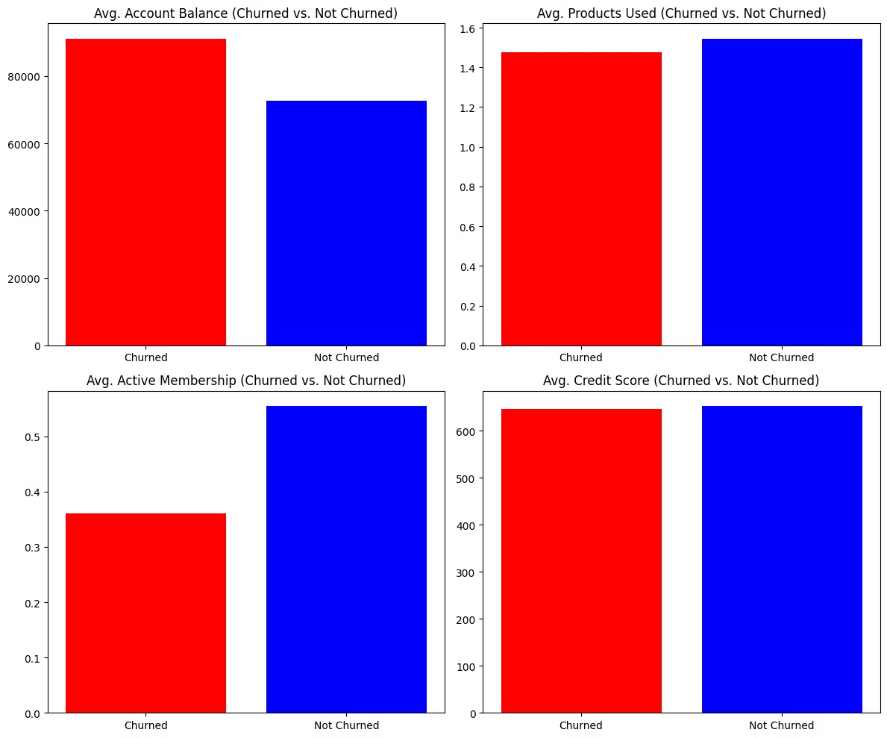 Avg. Account Balance (Churned vs. Not Churned)
80000
60000
40000
20000
0
Churned
Not Churned
Avg. Products Used (Churned vs. Not Churned)
1.6
1.4
1.2
1.0
0.8
0.6
0.4
0.2
0.0
Churned
Not Churned
Avg. Active Membership (Churned vs. Not Churned)
0.5
0.4
0.3
0.2
0.1
0.0
Churned
Not Churned
Avg. Credit Score (Churned vs. Not Churned)
600
500
400
300
200
100
0
Churned
Not Churned